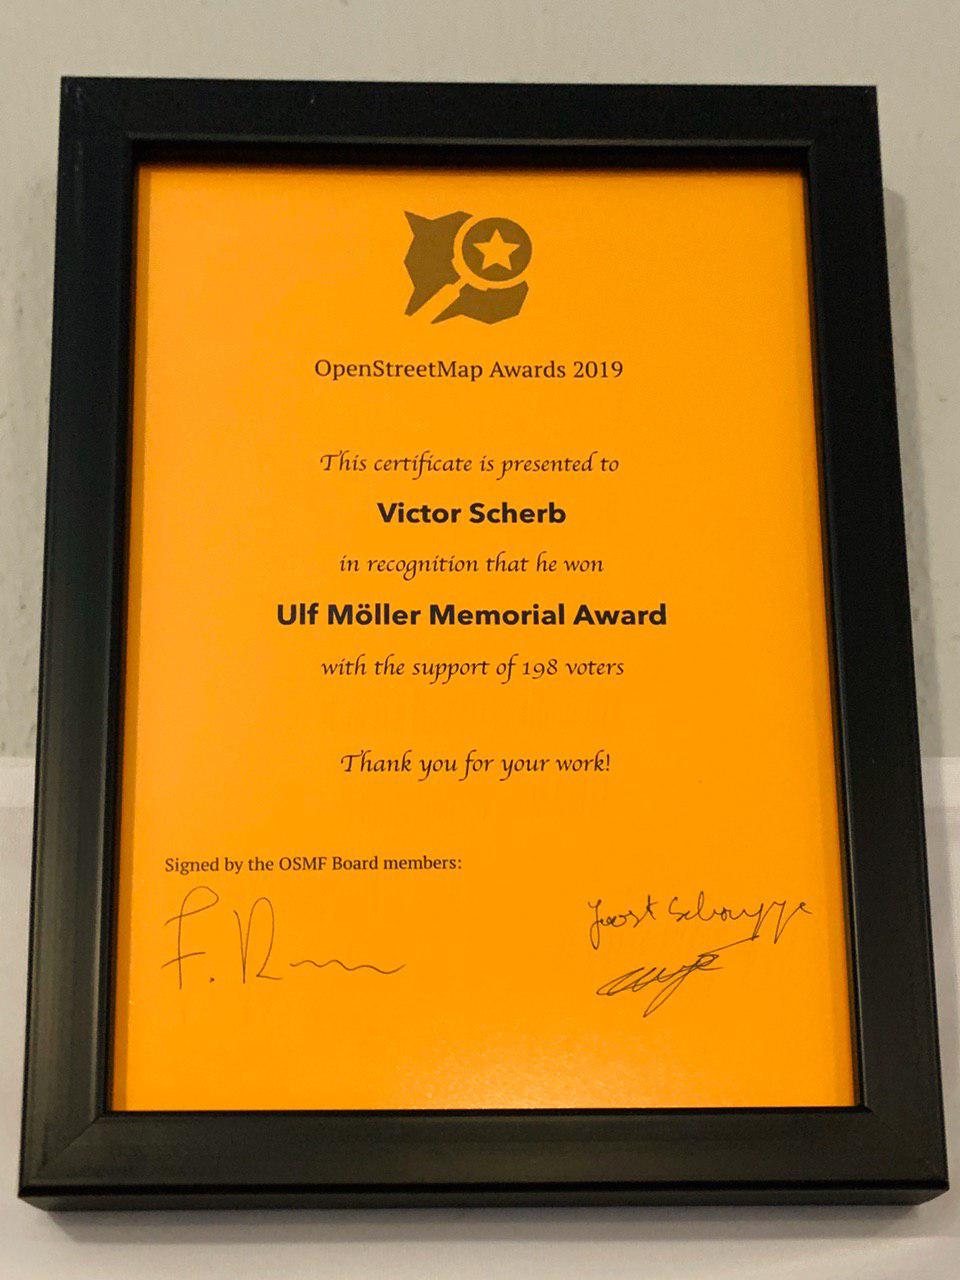 OpenStreetMap Awards 2019
This certificate is presented to
Victor Scherb
in recognition that he won
Ulf Möller Memorial Award
with the support of 198 voters
Thank you for your work!
Signed by the OSMF Board members:
Joost Schouppe